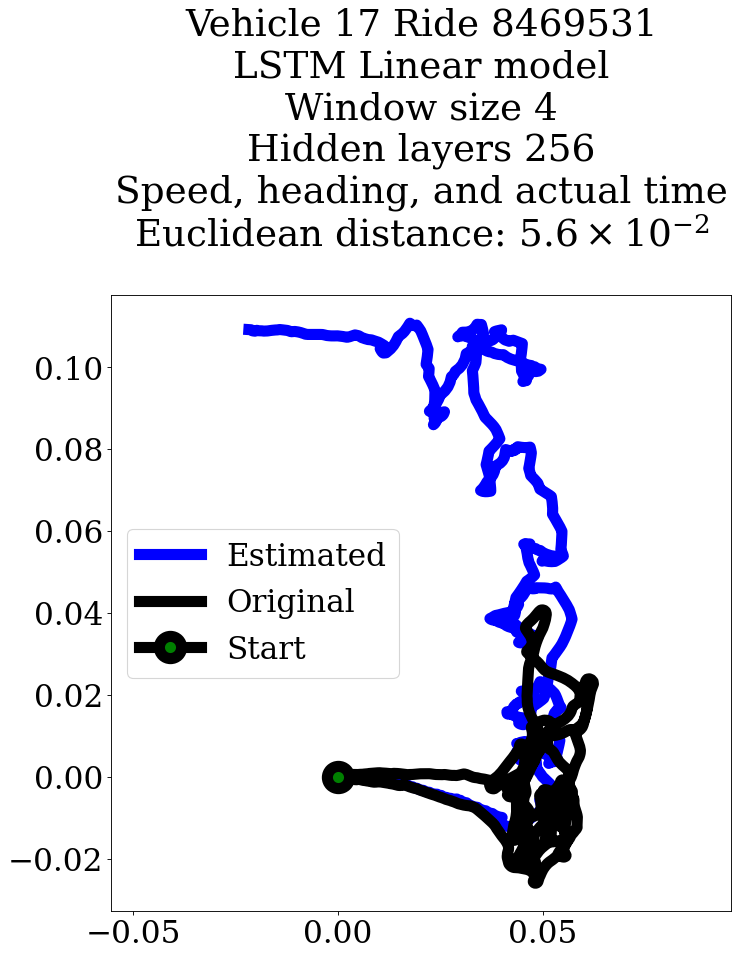 Vehicle 17 Ride 8469531
LSTM Linear model
Window size 4
Hidden layers 256
Speed, heading, and actual time
Euclidean distance: 5.6 × 10⁻²
0.10
0.08
0.06
0.04
0.02
0.00
−0.02
Estimated
Original
Start
−0.05
0.00
0.05